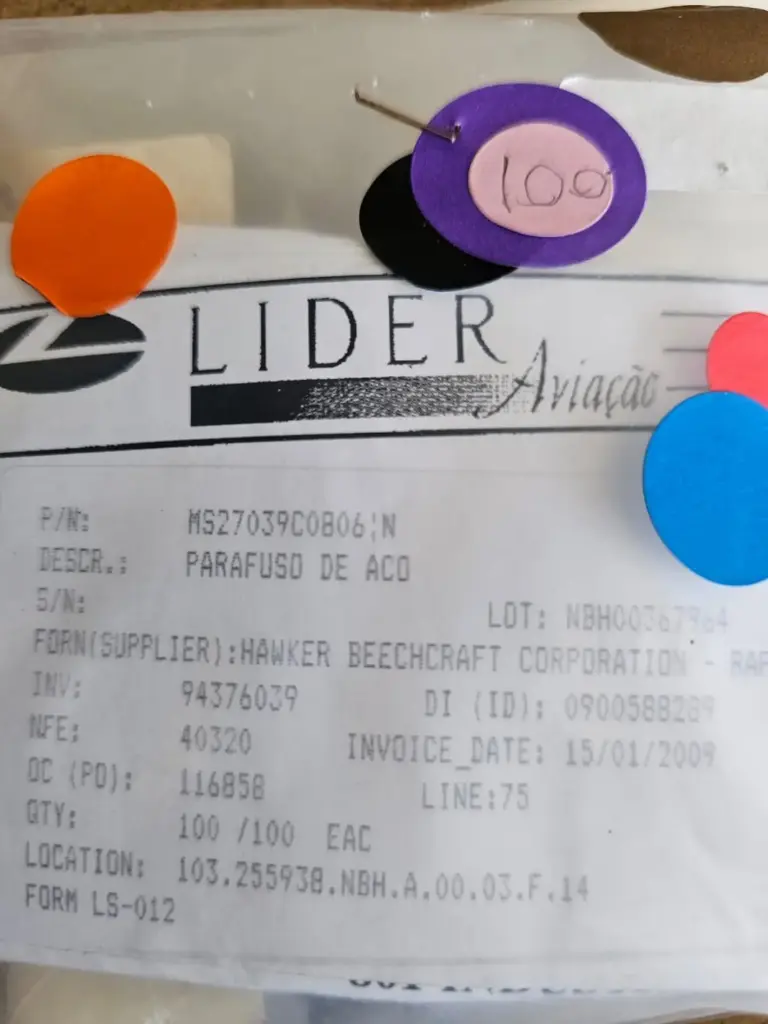 100
LIDER
Aviação
P/N: MS27039C0806;N
DESCR.: PARAFUSO DE ACO
S/N: LOT: NBH00367964
FORN(SUPPLIER):HAWKER BEECHCRAFT CORPORATION -
INV: 94376039 DI (ID): 0900588289
NFE: 40320 INVOICE_DATE: 15/01/2009
OC (PO): 116858 LINE:75
QTY: 100 /100 EAC
LOCATION: 103.255938.NBH.A.00.03.F.14
FORM LS-012